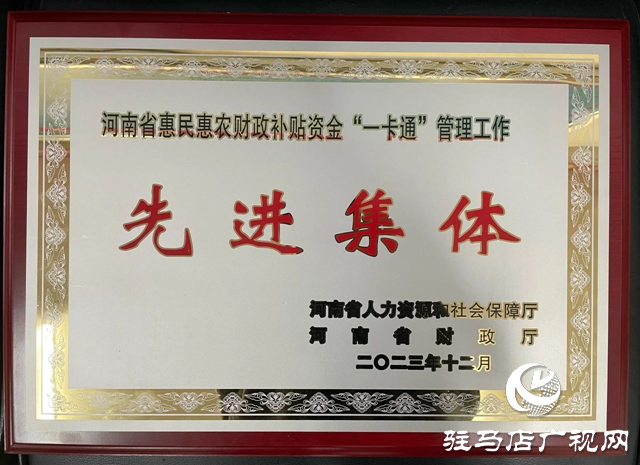 河南省惠民惠农财政补贴资金“一卡通”管理工作
先进集体
河南省人力资源和社会保障厅
河南省财政厅
二〇二三年十二月
驻马店广视网